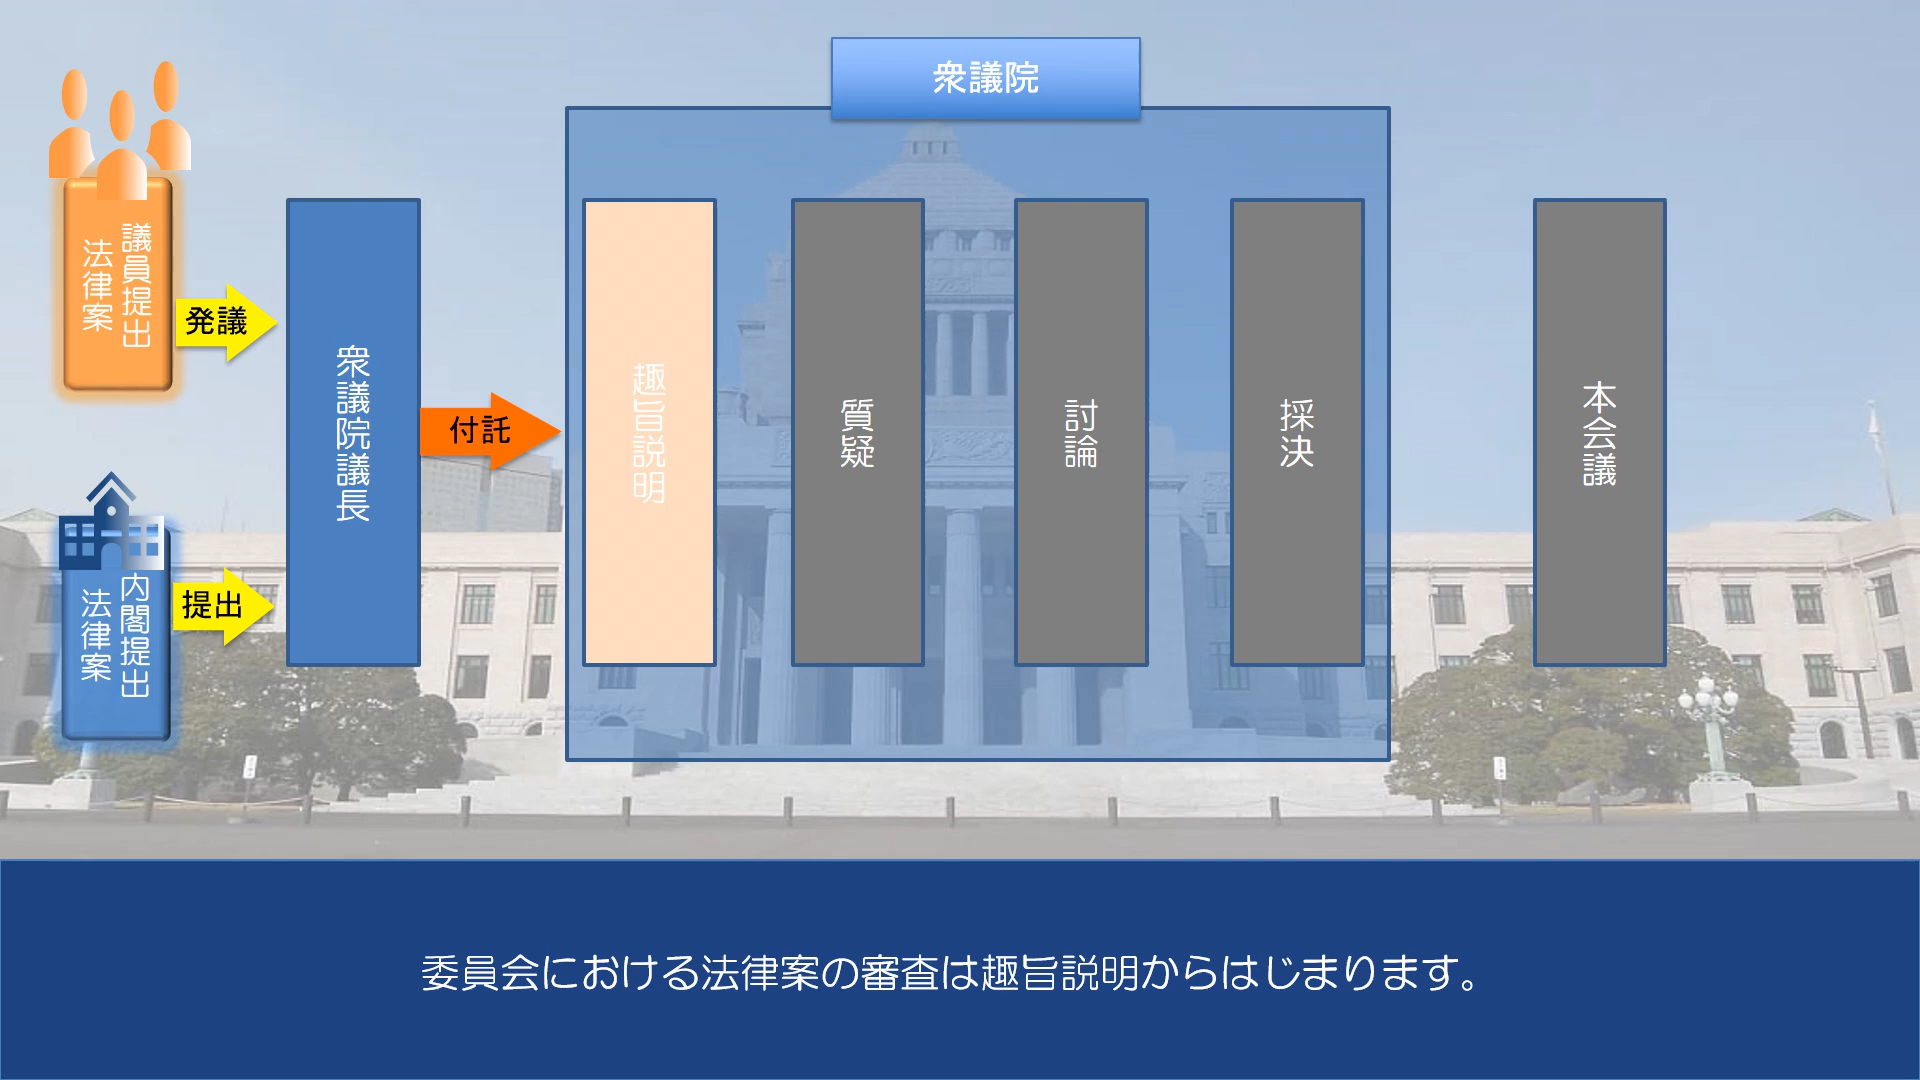 衆議院
議員提出
法律案
発議
内閣提出
法律案
提出
衆議院議長
付託
趣旨説明
質疑
討論
採決
本会議
委員会における法律案の審査は趣旨説明からはじまります。